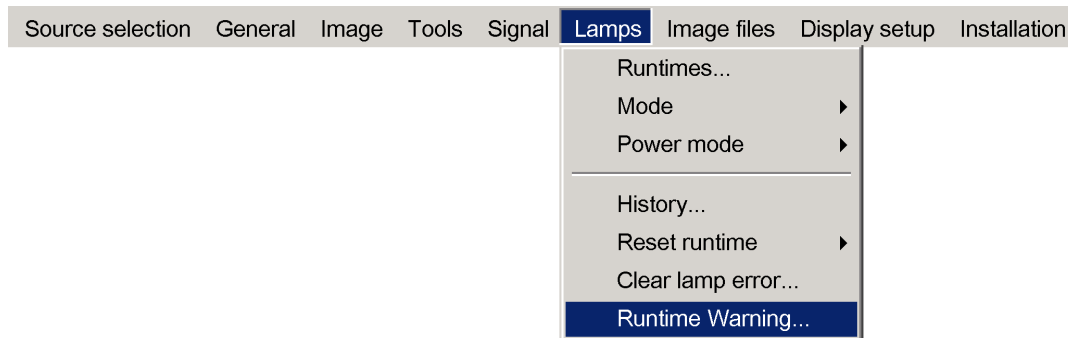 Source selection General Image Tools Signal Lamps Image files Display setup Installation
Runtimes...
Mode
Power mode
History...
Reset runtime
Clear lamp error...
Runtime Warning...